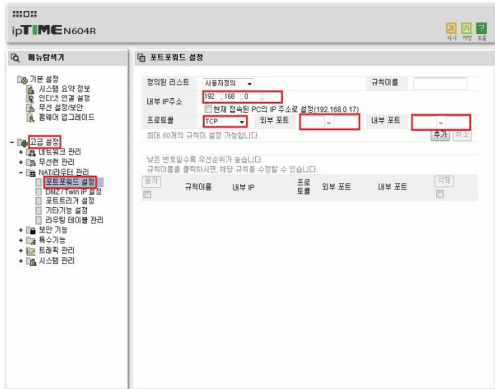 ipTIME N604R
메뉴탐색기
기본 설정
시스템 요약 정보
인터넷 연결 설정
무선 설정/보안
펌웨어 업그레이드
고급 설정
네트워크 관리
무선랜 관리
NAT/라우터 관리
포트포워드 설정
DMZ / Twin IP 설정
포트트리거 설정
기타기능 설정
라우팅 테이블 관리
보안 기능
특수기능
트래픽 관리
시스템 관리
포트포워드 설정
정의된 리스트 사용자정의 규칙이름
내부 IP주소 192 .168 .0 .
현재 접속된 PC의 IP 주소로 설정(192.168.0.17)
프로토콜 TCP 외부 포트 ~ 내부 포트 ~
최대 60개의 규칙이 설정 가능합니다. 추가 취소
낮은 번호일수록 우선순위가 높습니다.
규칙이름을 클릭하시면, 해당 규칙을 수정할 수 있습니다.
동작 규칙이름 내부 IP 프로토콜 외부 포트 내부 포트 삭제